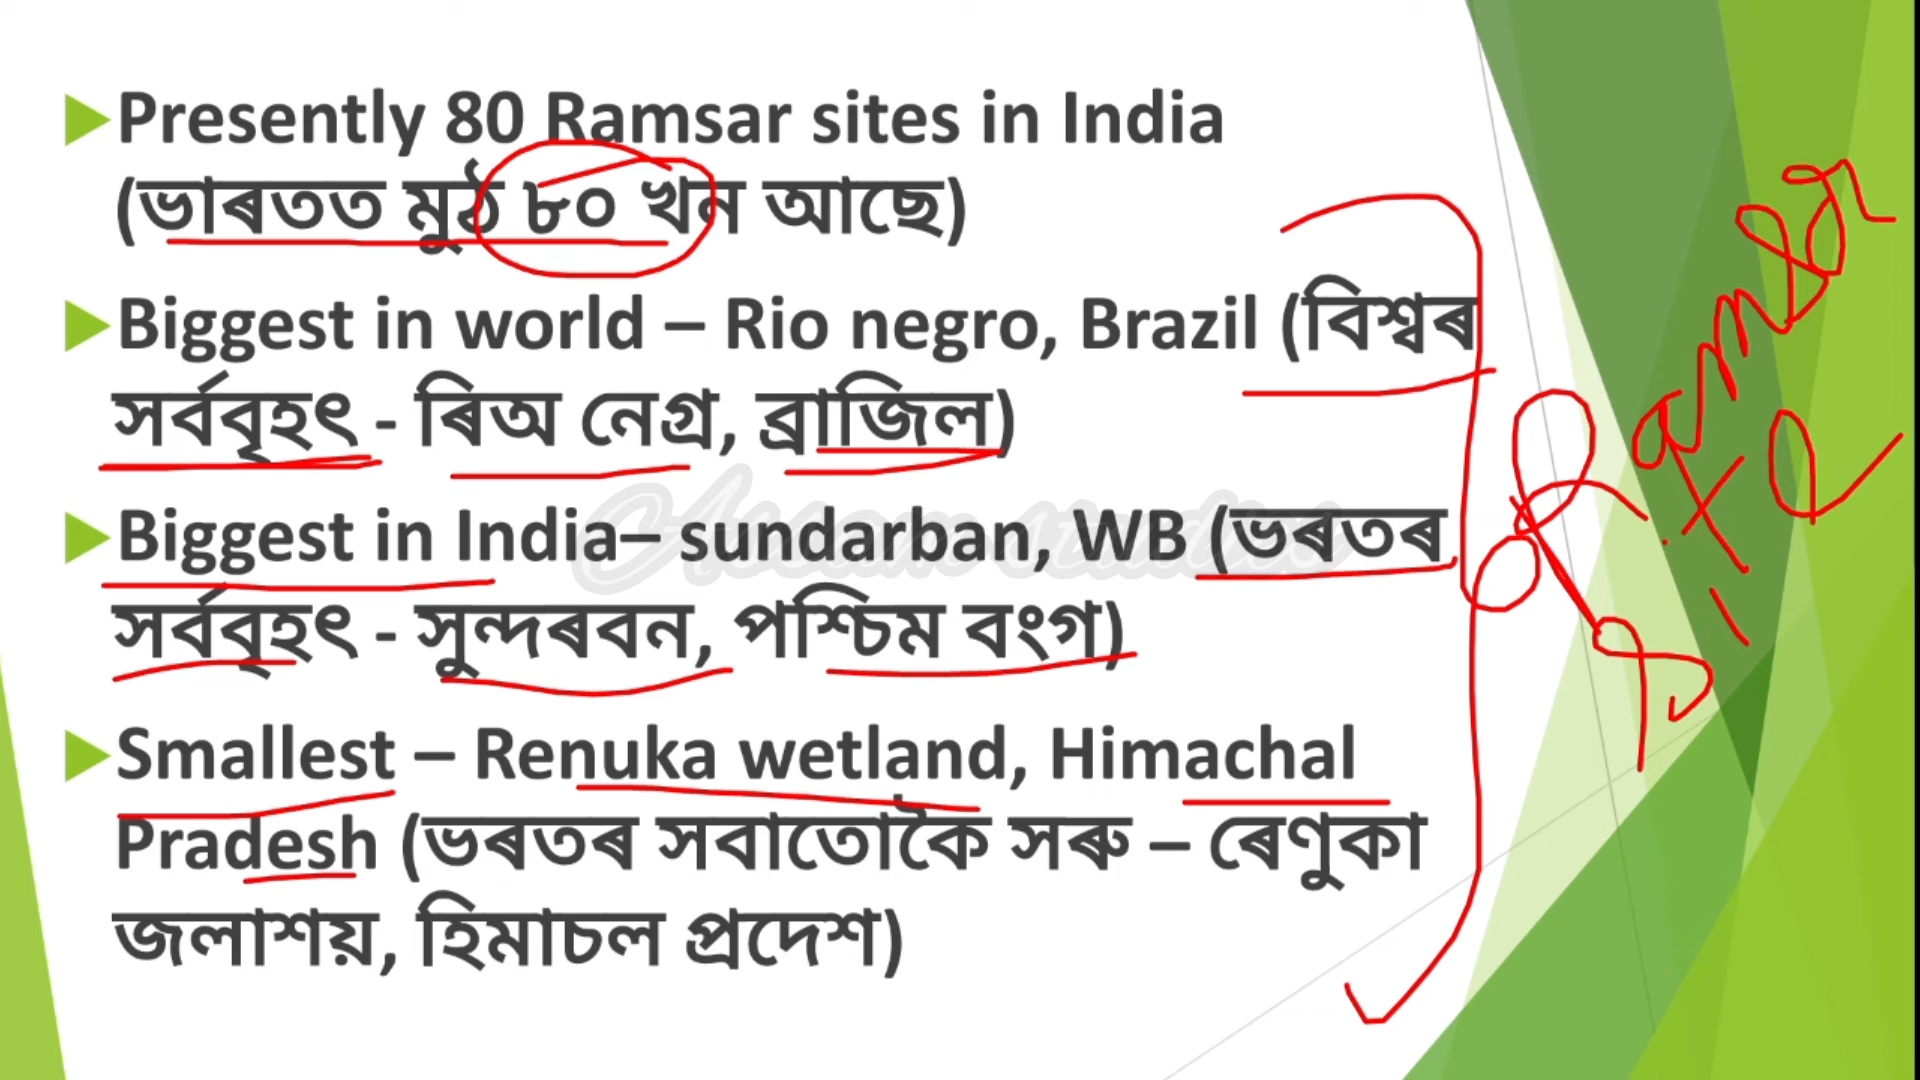 Presently 80 Ramsar sites in India
(ভাৰতত মুঠ ৮০ খন আছে)
Biggest in world – Rio negro, Brazil (বিশ্বৰ
সৰ্ববৃহৎ - ৰিঅ নেগ্ৰ, ব্ৰাজিল)
Biggest in India– sundarban, WB (ভৰতৰ
সৰ্ববৃহৎ - সুন্দৰবন, পশ্চিম বংগ)
Smallest – Renuka wetland, Himachal
Pradesh (ভৰতৰ সবাতোকৈ সৰু – ৰেণুকা
জলাশয়, হিমাচল প্ৰদেশ)
Ramsar
site